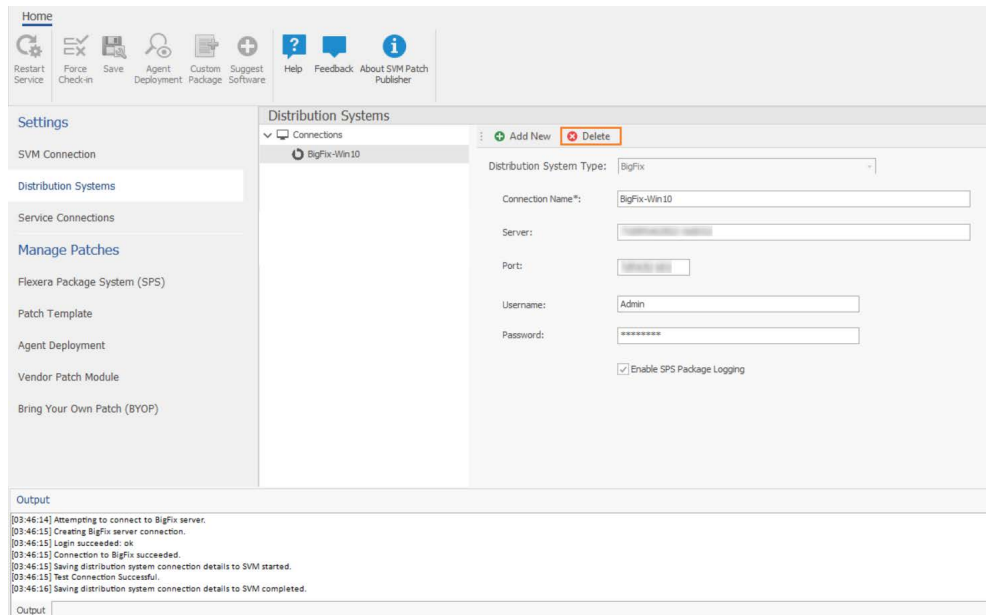 Home
Restart Service
Force Check-in
Save
Agent Deployment
Custom Package
Suggest Software
Help
Feedback
About SVM Patch Publisher
Settings
SVM Connection
Distribution Systems
Service Connections
Manage Patches
Flexera Package System (SPS)
Patch Template
Agent Deployment
Vendor Patch Module
Bring Your Own Patch (BYOP)
Distribution Systems
Connections
BigFix-Win10
Add New
Delete
Distribution System Type: BigFix
Connection Name*: BigFix-Win10
Server:
Port:
Username: Admin
Password: ********
Enable SPS Package Logging
Output
[03:46:14] Attempting to connect to BigFix server.
[03:46:15] Creating BigFix server connection.
[03:46:15] Login succeeded: ok
[03:46:15] Connection to BigFix succeeded.
[03:46:15] Saving distribution system connection details to SVM started.
[03:46:15] Test Connection Successful.
[03:46:16] Saving distribution system connection details to SVM completed.
Output